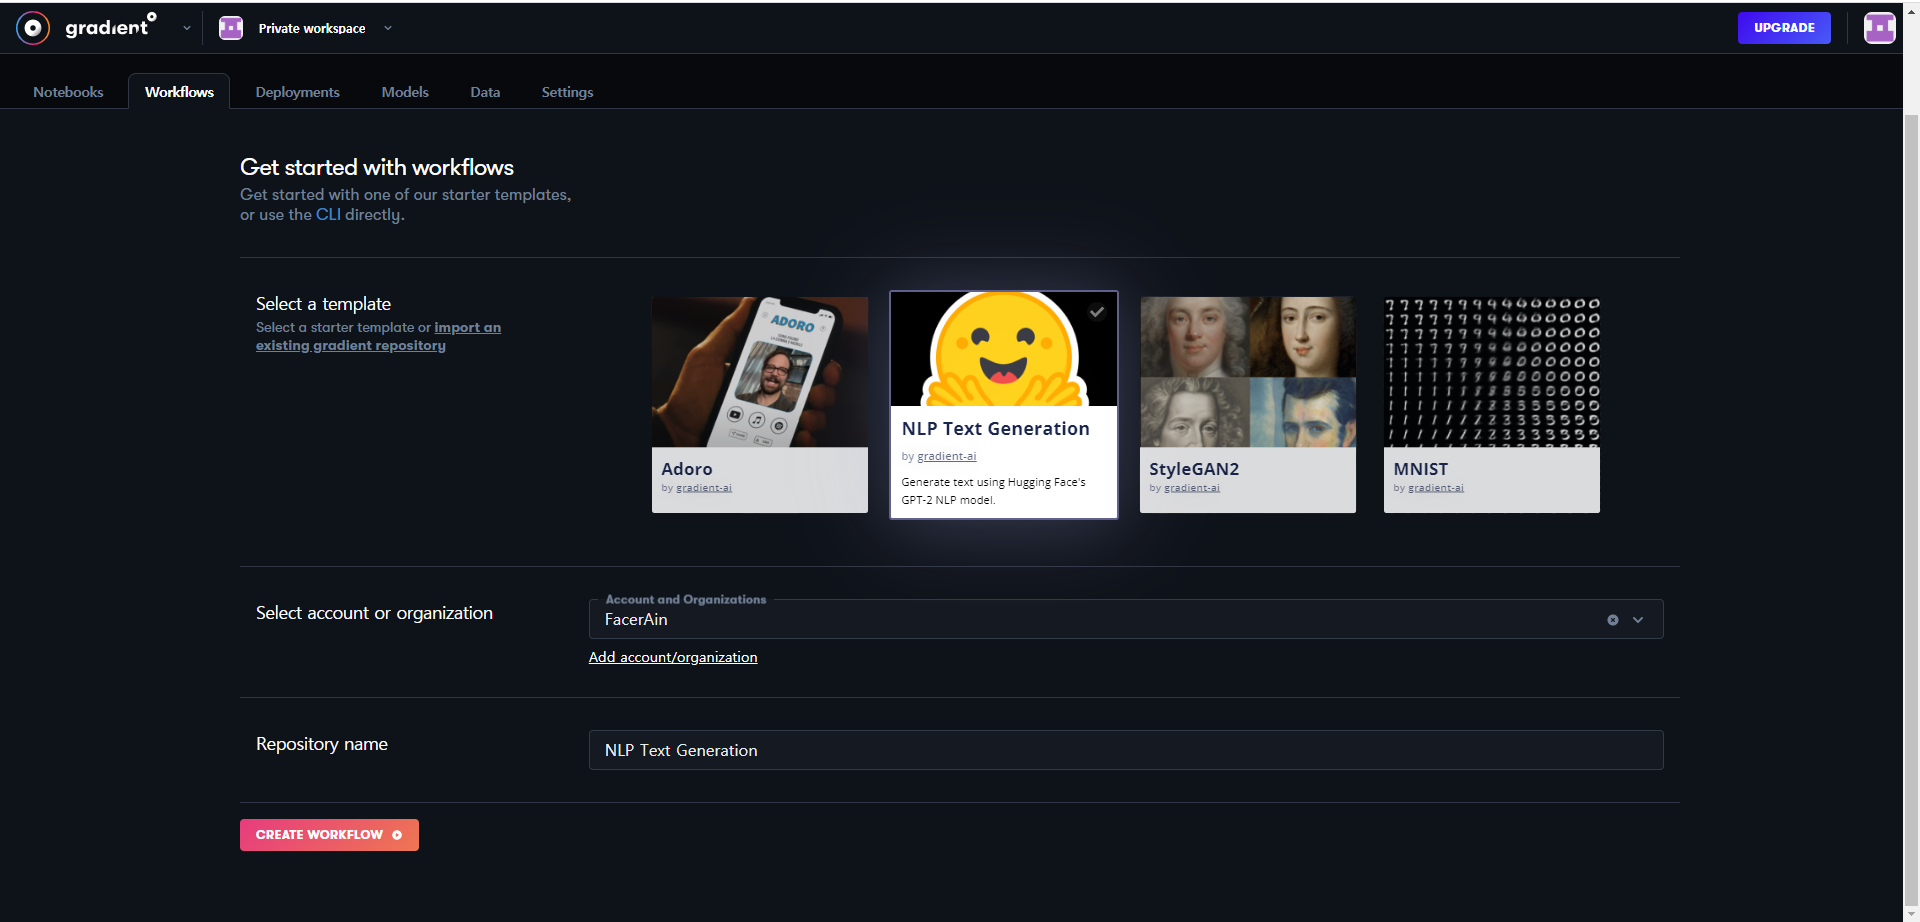 gradient
Private workspace
UPGRADE
Notebooks
Workflows
Deployments
Models
Data
Settings
Get started with workflows
Get started with one of our starter templates,
or use the CLI directly.
Select a template
Select a starter template or import an
existing gradient repository
ADORO
Adoro
by gradient-ai
NLP Text Generation
by gradient-ai
Generate text using Hugging Face's
GPT-2 NLP model.
StyleGAN2
by gradient-ai
MNIST
by gradient-ai
Select account or organization
Account and Organizations
FacerAin
Add account/organization
Repository name
NLP Text Generation
CREATE WORKFLOW